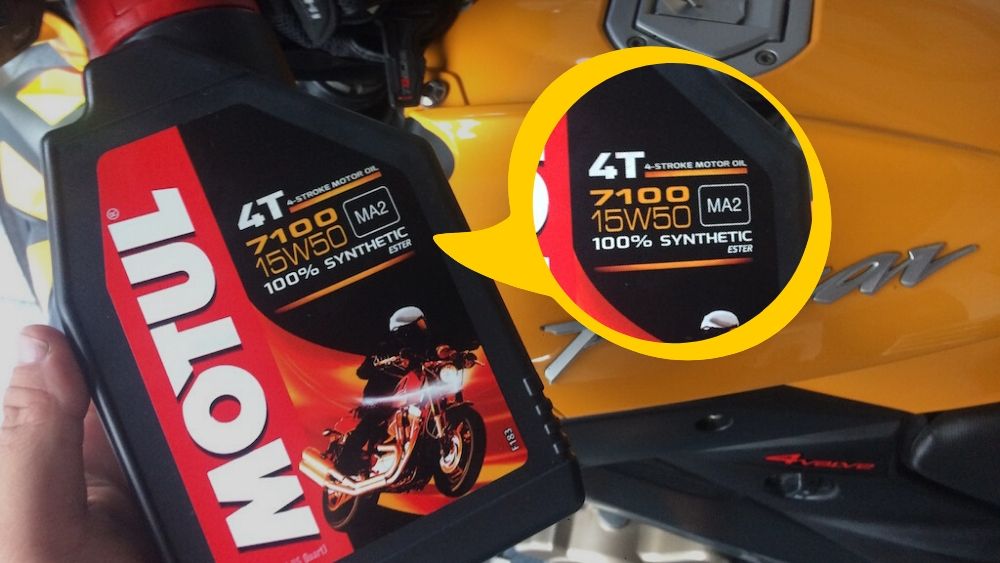 MOTUL
®
4T 4-STROKE MOTOR OIL
7100
15W50
MA2
100% SYNTHETIC
ESTER
F183
4T 4-STROKE MOTOR OIL
7100
15W50
MA2
100% SYNTHETIC
ESTER
4valve